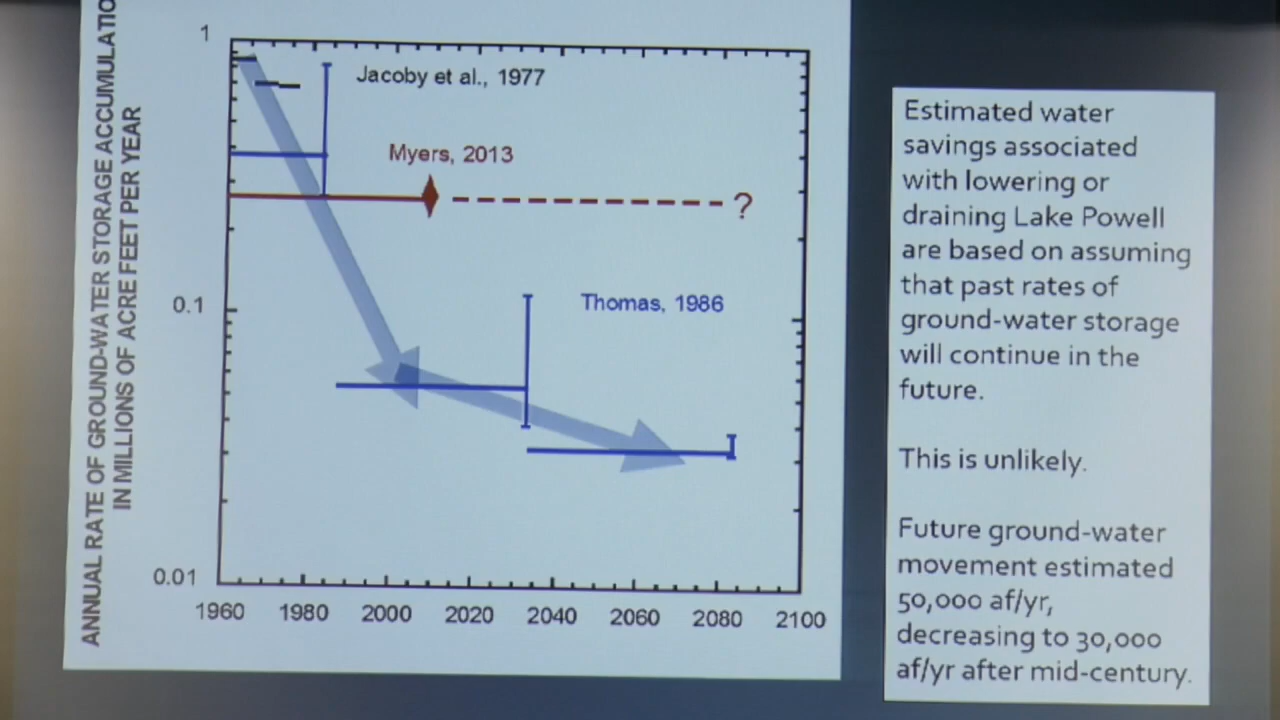 ANNUAL RATE OF GROUND-WATER STORAGE ACCUMULATIO
IN MILLIONS OF ACRE FEET PER YEAR
1
0.1
0.01
1960 1980 2000 2020 2040 2060 2080 2100
Jacoby et al., 1977
Myers, 2013
?
Thomas, 1986
Estimated water
savings associated
with lowering or
draining Lake Powell
are based on assuming
that past rates of
ground-water storage
will continue in the
future.
This is unlikely.
Future ground-water
movement estimated
50,000 af/yr,
decreasing to 30,000
af/yr after mid-century.